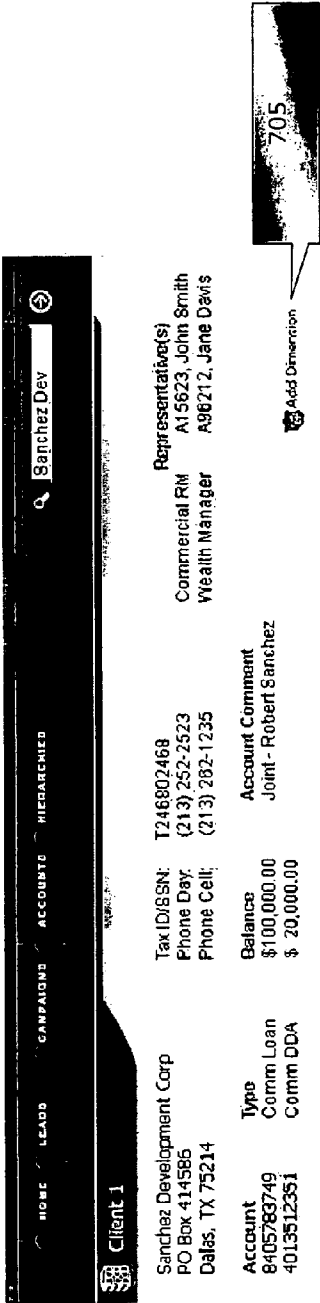 HOME LEADS CAMPAIGNS ACCOUNTS HIERARCHIES Sanchez Dev
Client 1
Sanchez Development Corp Tax ID/SSN: T246802468 Representative(s)
PO Box 414586 Phone Day: (213) 252-2523 Commercial RM A15623, John Smith
Dalas, TX 75214 Phone Cell: (213) 262-1235 Wealth Manager A96212, Jane Davis
Account Type Balance Account Comment
8405783749 Comm Loan $100,000.00 Joint - Robert Sanchez
4013512351 Comm DDA $ 20,000.00
Add Dimention
705